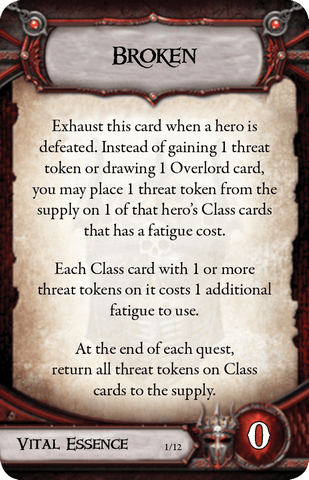 BROKEN
Exhaust this card when a hero is
defeated. Instead of gaining 1 threat
token or drawing 1 Overlord card,
you may place 1 threat token from the
supply on 1 of that hero's Class cards
that has a fatigue cost.
Each Class card with 1 or more
threat tokens on it costs 1 additional
fatigue to use.
At the end of each quest,
return all threat tokens on Class
cards to the supply.
VITAL ESSENCE 1/12 0